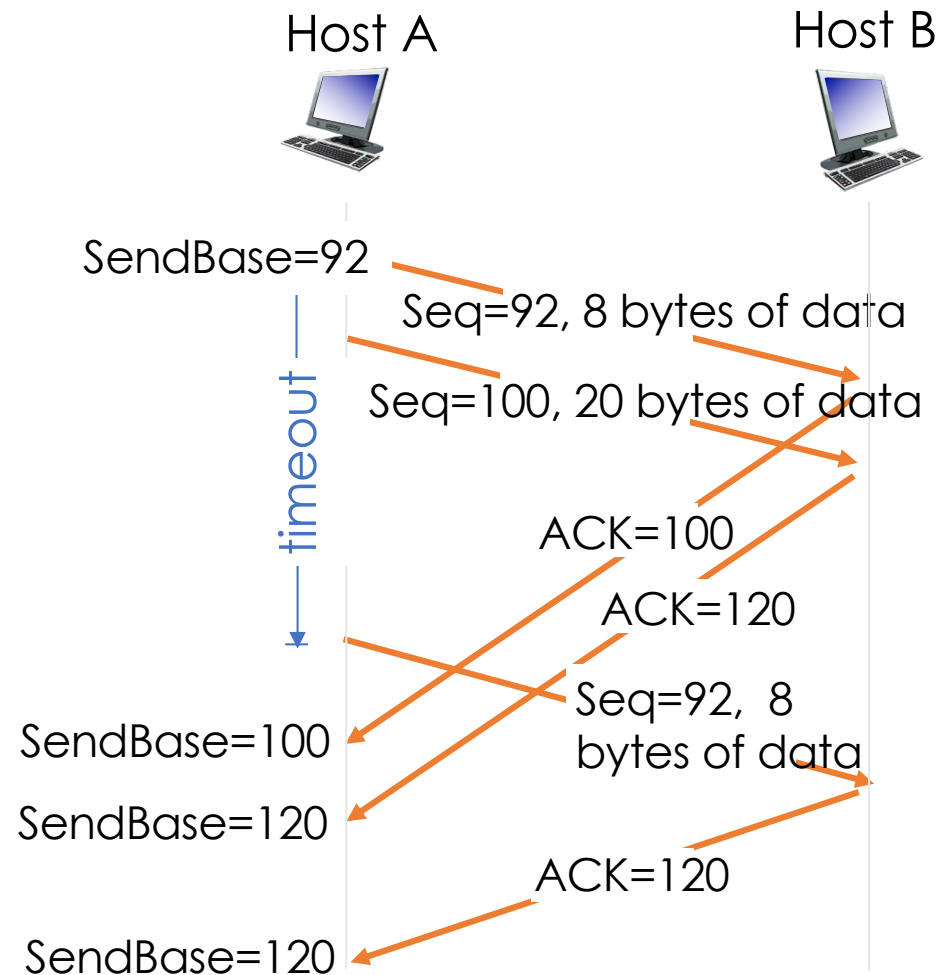 Host A
Host B
SendBase=92
Seq=92, 8 bytes of data
Seq=100, 20 bytes of data
timeout
ACK=100
ACK=120
Seq=92, 8
bytes of data
SendBase=100
SendBase=120
ACK=120
SendBase=120